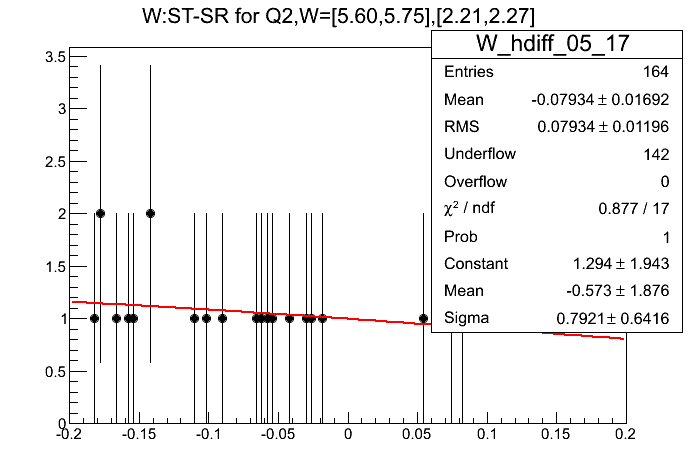 W:ST-SR for Q2,W=[5.60,5.75],[2.21,2.27]
W_hdiff_05_17
Entries 164
Mean -0.07934 ± 0.01692
RMS 0.07934 ± 0.01196
Underflow 142
Overflow 0
χ² / ndf 0.877 / 17
Prob 1
Constant 1.294 ± 1.943
Mean -0.573 ± 1.876
Sigma 0.7921 ± 0.6416
3.5
3
2.5
2
1.5
1
0.5
0
-0.2 -0.15 -0.1 -0.05 0 0.05 0.1 0.15 0.2